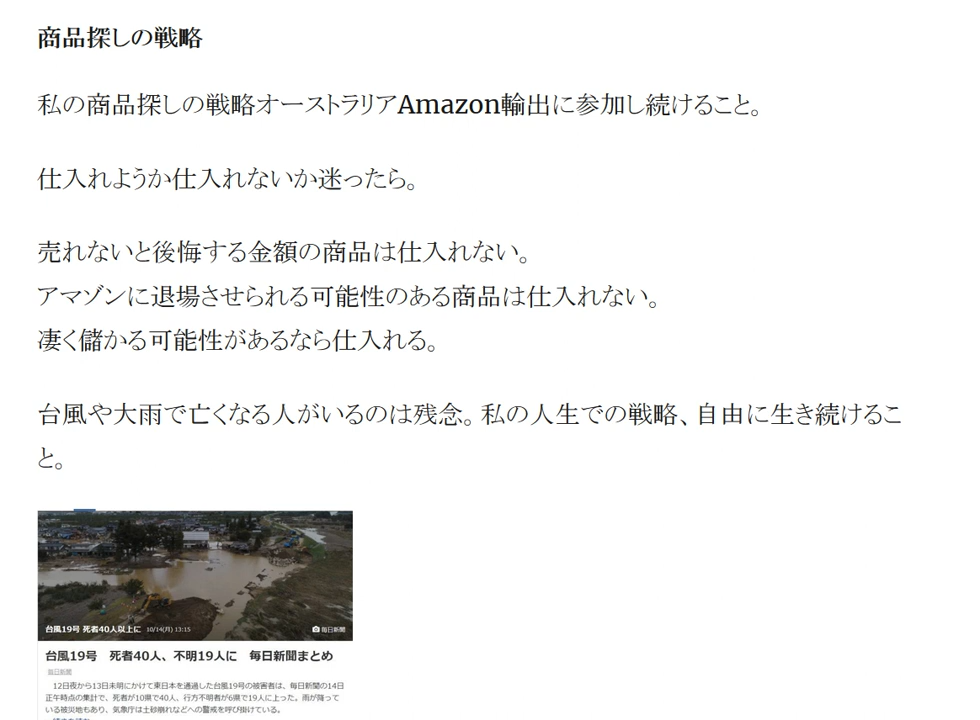 商品探しの戦略
私の商品探しの戦略オーストラリアAmazon輸出に参加し続けること。
仕入れようか仕入れないか迷ったら。
売れないと後悔する金額の商品は仕入れない。
アマゾンに退場させられる可能性のある商品は仕入れない。
凄く儲かる可能性があるなら仕入れる。
台風や大雨で亡くなる人がいるのは残念。私の人生での戦略、自由に生き続けるこ
と。
台風19号 死者40人以上に 10/14(月) 13:15 毎日新聞
台風19号　死者40人、不明19人に　毎日新聞まとめ
毎日新聞
12日夜から13日未明にかけて東日本を通過した台風19号の被害者は、毎日新聞の14日
正午時点の集計で、死者が10県で40人、行方不明者が6県で19人に上った。雨が降って
いる被災地もあり、気象庁は土砂崩れなどへの警戒を呼び掛けている。